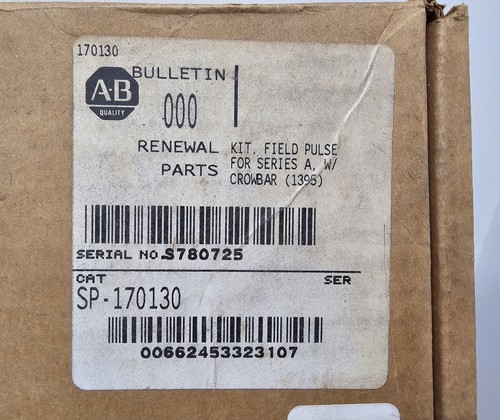 170130
BULLETIN
A-B
QUALITY
000
RENEWAL
PARTS
KIT, FIELD PULSE
FOR SERIES A, W/
CROWBAR (1395)
SERIAL NO. S780725
CAT SER
SP-170130
00662453323107